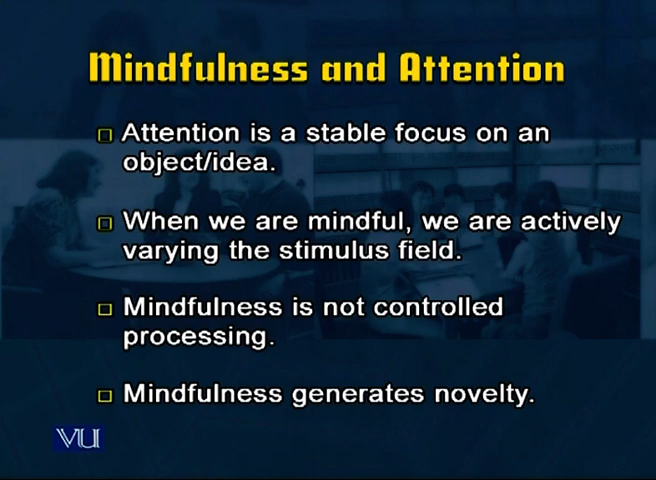 Mindfulness and Attention
Attention is a stable focus on an
object/idea.
When we are mindful, we are actively
varying the stimulus field.
Mindfulness is not controlled
processing.
Mindfulness generates novelty.
VU